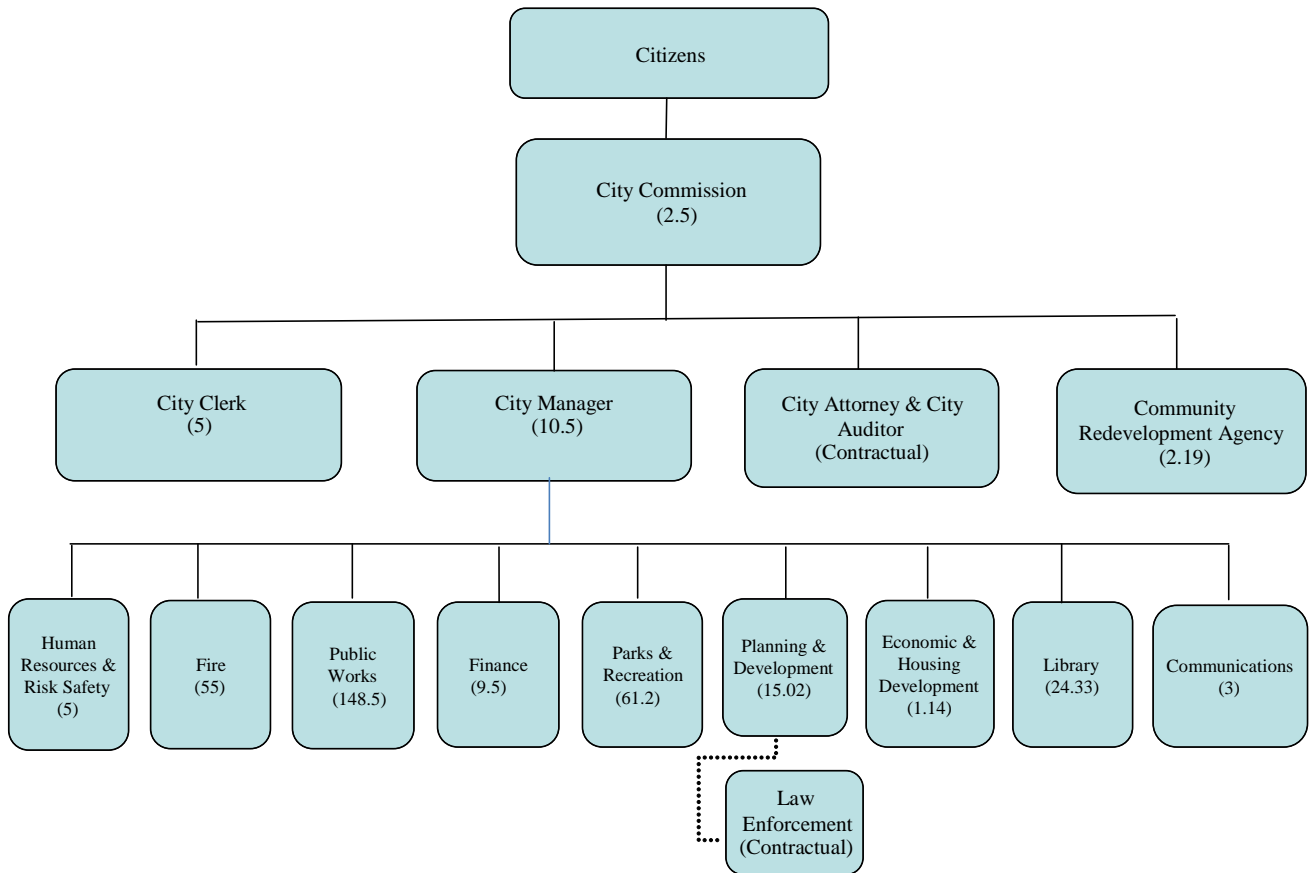 Citizens
City Commission
(2.5)
City Clerk
(5)
City Manager
(10.5)
City Attorney & City
Auditor
(Contractual)
Community
Redevelopment Agency
(2.19)
Human
Resources &
Risk Safety
(5)
Fire
(55)
Public
Works
(148.5)
Finance
(9.5)
Parks &
Recreation
(61.2)
Planning &
Development
(15.02)
Economic &
Housing
Development
(1.14)
Library
(24.33)
Communications
(3)
Law
Enforcement
(Contractual)